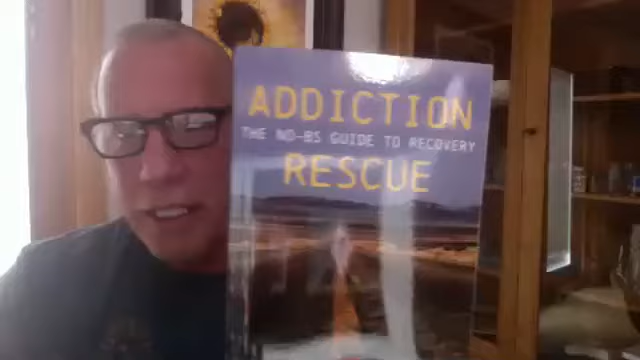 ADDICTION
THE NO-BS GUIDE TO RECOVERY
RESCUE